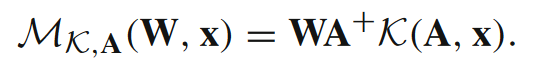 ℳ_{𝒦,𝐀}(𝐖, 𝐱) = 𝐖𝐀⁺𝒦(𝐀, 𝐱).